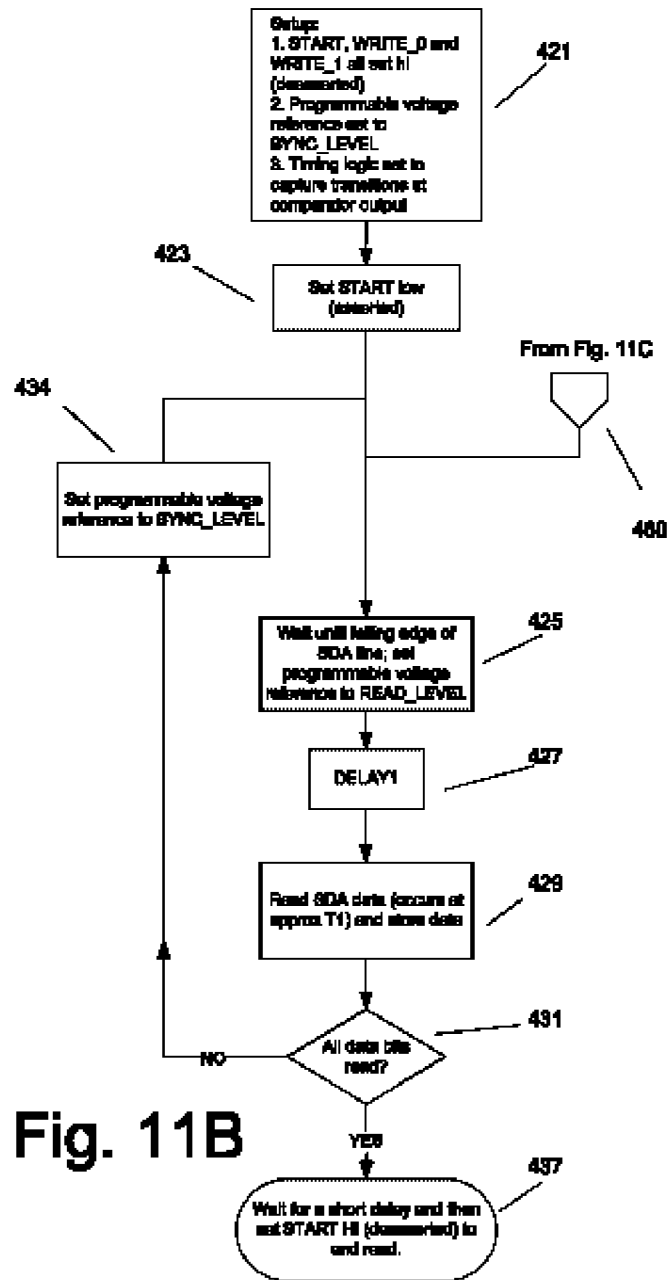 Setup:
1. START, WRITE_0 and
WRITE_1 all set hi
(deasserted)
2. Programmable voltage
reference set to
SYNC_LEVEL
3. Timing logic set to
capture transitions at
comparator output
421
423
Set START low
(asserted)
From Fig. 11C
434
Set programmable voltage
reference to SYNC_LEVEL
460
Wait until falling edge of
SDA line; set
programmable voltage
reference to READ_LEVEL
425
DELAY1
427
Read SDA data (occurs at
approx T1) and store data
429
All data bits
read?
431
NO
Fig. 11B
YES
437
Wait for a short delay and then
set START HI (deasserted) to
end read.